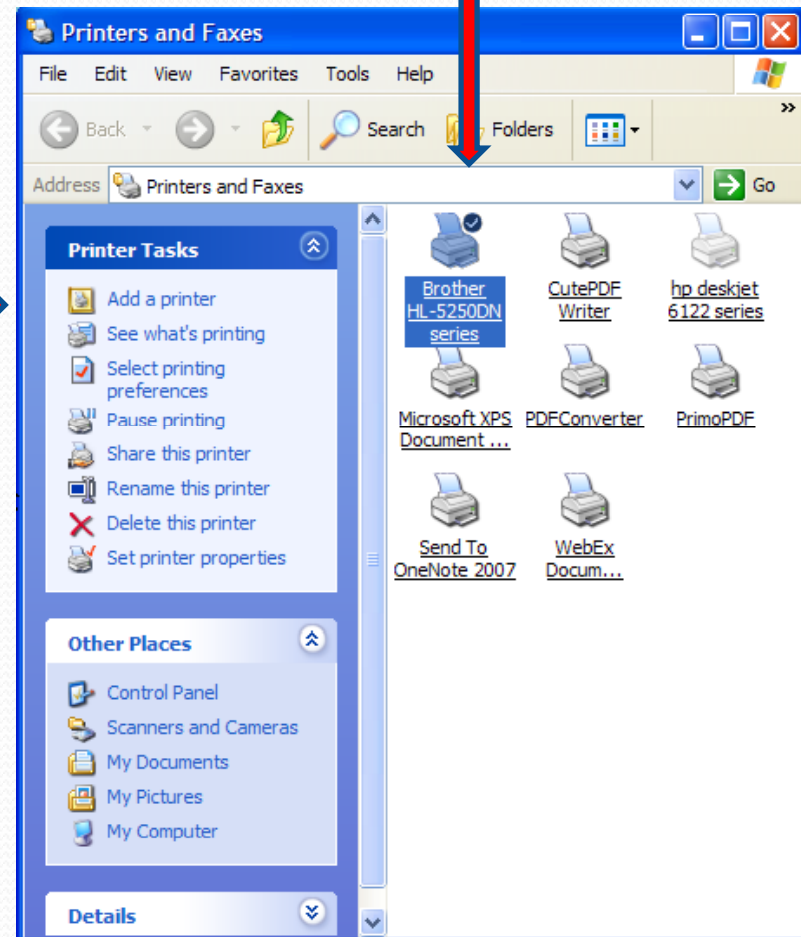 Printers and Faxes
File Edit View Favorites Tools Help
Back Search Folders »
Address Printers and Faxes Go
Printer Tasks
Add a printer
See what's printing
Select printing
preferences
Pause printing
Share this printer
Rename this printer
Delete this printer
Set printer properties
Other Places
Control Panel
Scanners and Cameras
My Documents
My Pictures
My Computer
Details
Brother
HL-5250DN
series
CutePDF
Writer
hp deskjet
6122 series
Microsoft XPS
Document ...
PDFConverter
PrimoPDF
Send To
OneNote 2007
WebEx
Docum...